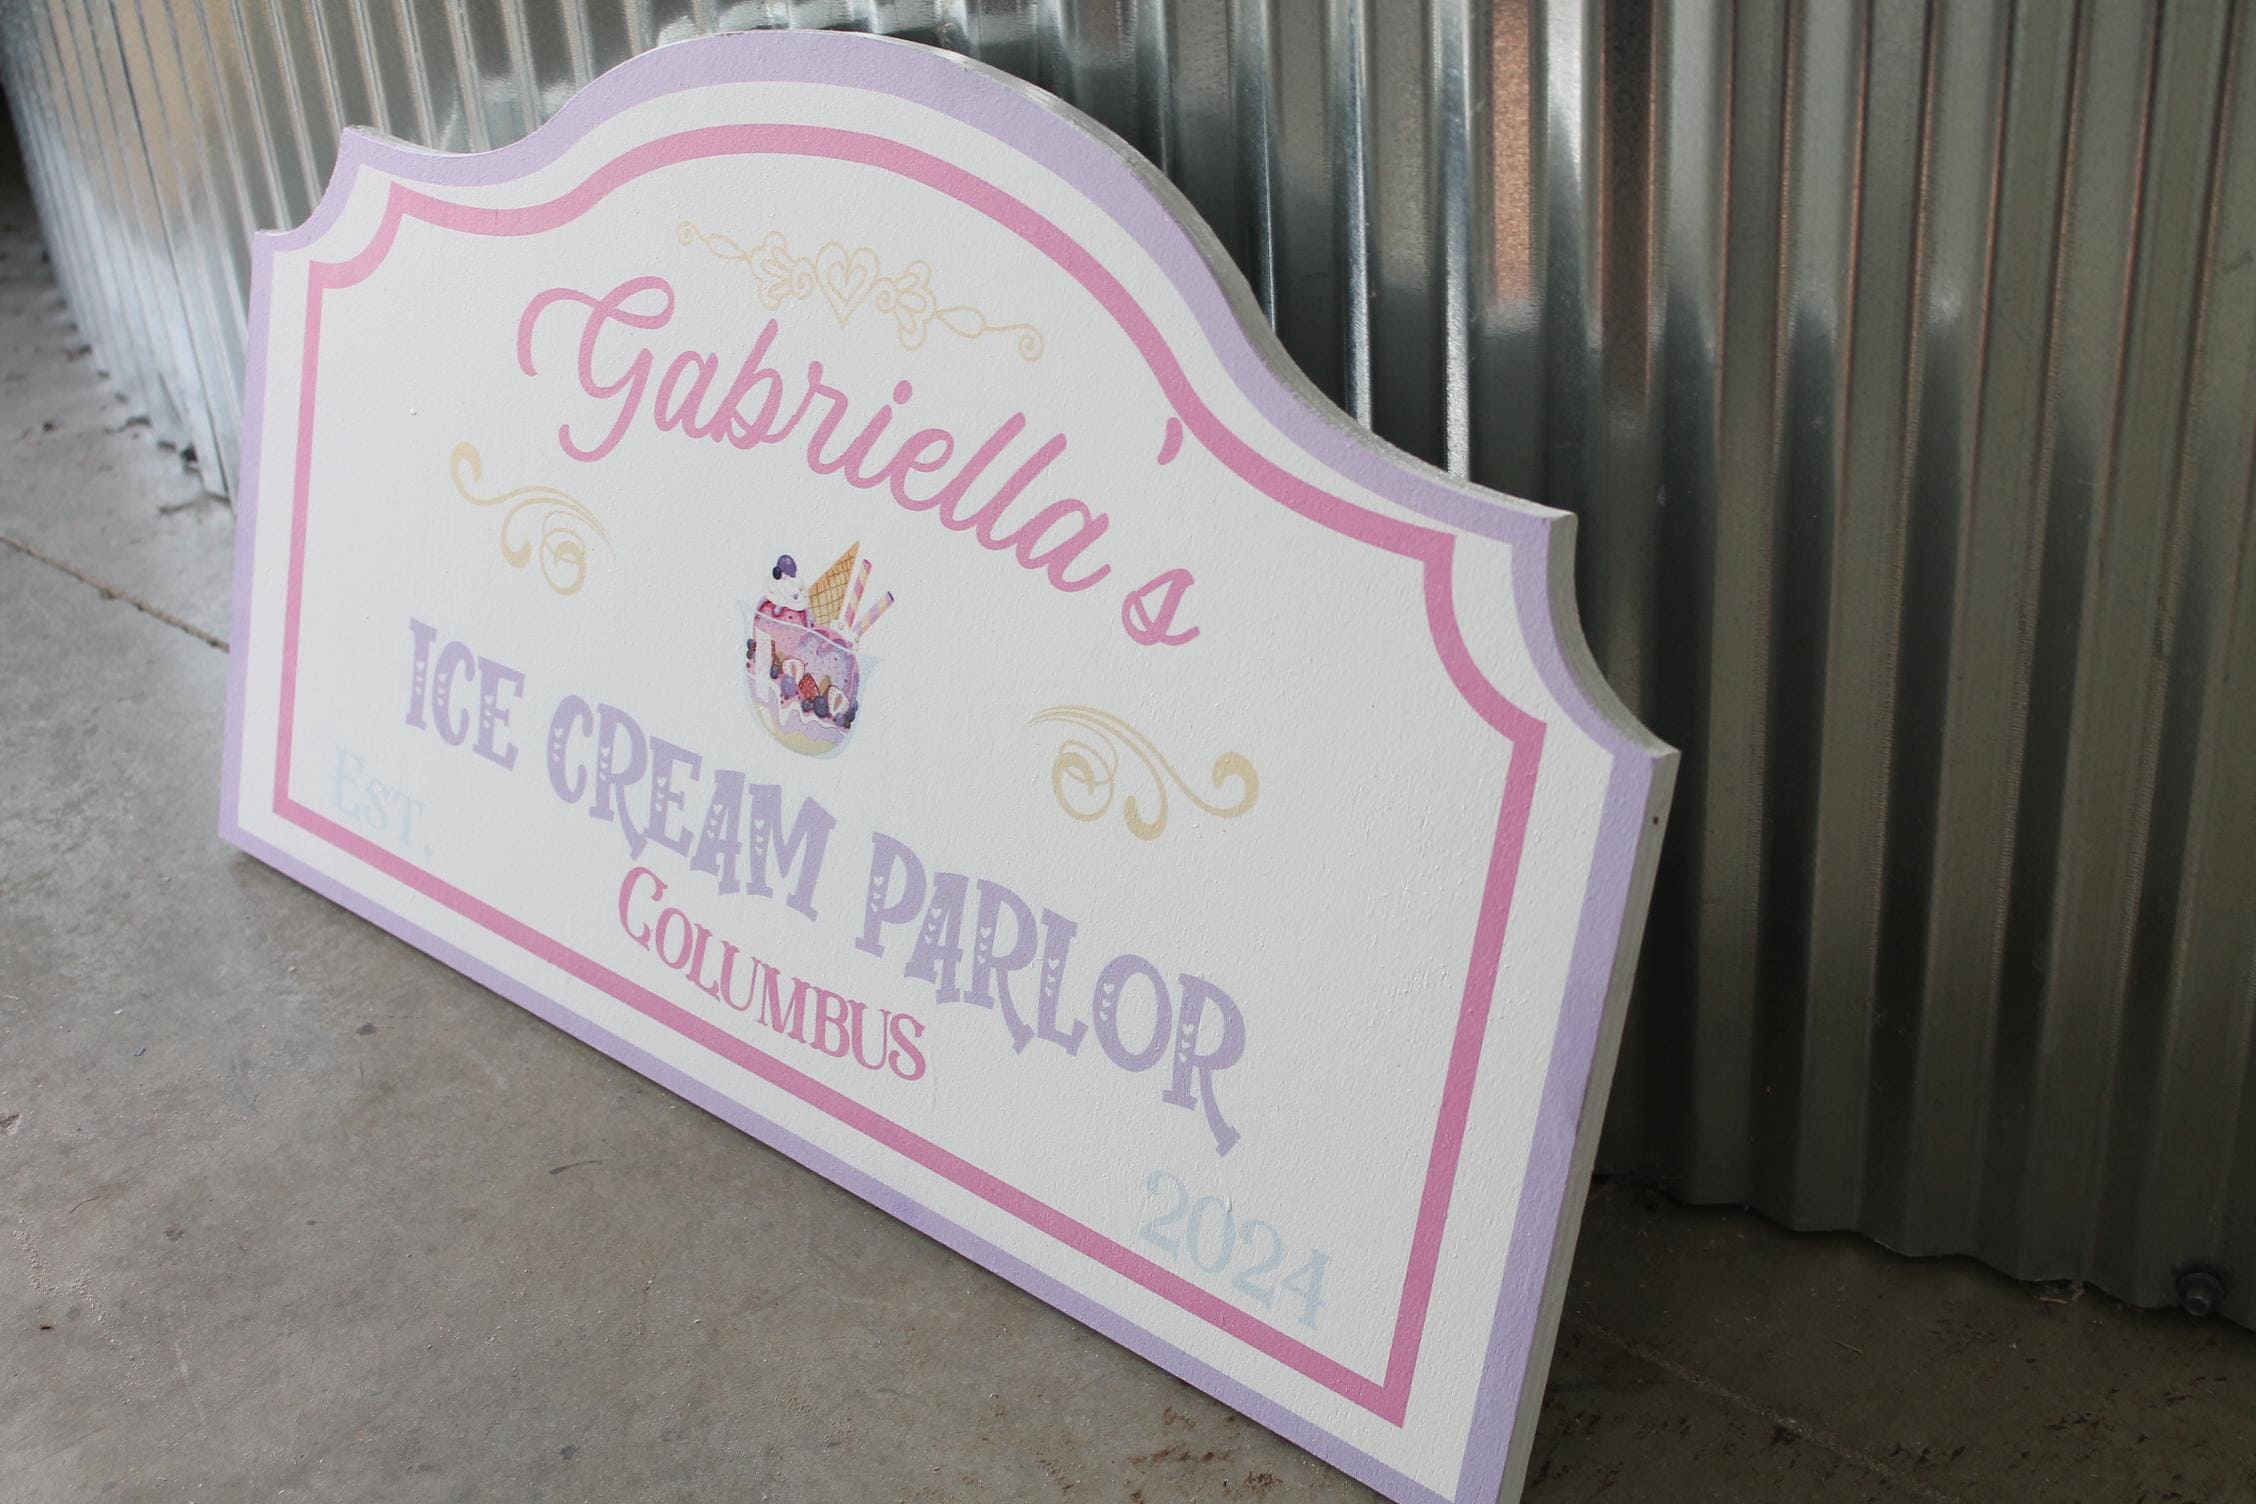 Gabriella's
ICE CREAM PARLOR
EST.
COLUMBUS
2024